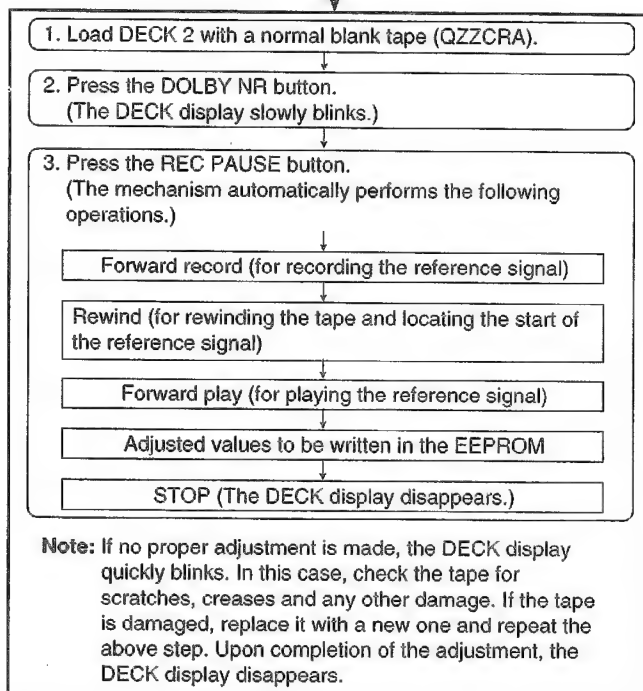 1. Load DECK 2 with a normal blank tape (QZZCRA).
2. Press the DOLBY NR button.
(The DECK display slowly blinks.)
3. Press the REC PAUSE button.
(The mechanism automatically performs the following
operations.)
Forward record (for recording the reference signal)
Rewind (for rewinding the tape and locating the start of
the reference signal)
Forward play (for playing the reference signal)
Adjusted values to be written in the EEPROM
STOP (The DECK display disappears.)
Note: If no proper adjustment is made, the DECK display
quickly blinks. In this case, check the tape for
scratches, creases and any other damage. If the tape
is damaged, replace it with a new one and repeat the
above step. Upon completion of the adjustment, the
DECK display disappears.